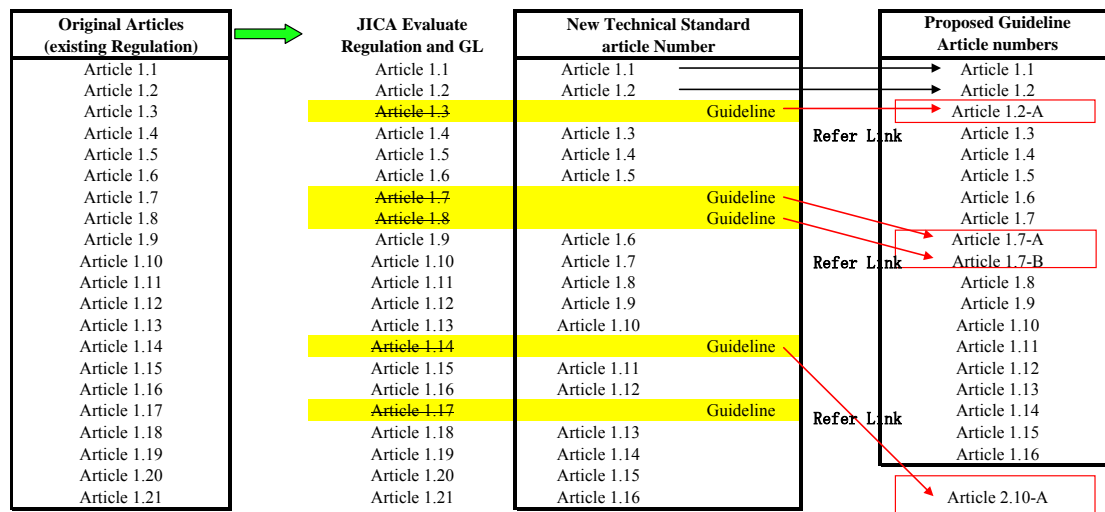 Original Articles
(existing Regulation)
JICA Evaluate
Regulation and GL
New Technical Standard
article Number
Proposed Guideline
Article numbers
Article 1.1 Article 1.1 Article 1.1 Article 1.1
Article 1.2 Article 1.2 Article 1.2 Article 1.2
Article 1.3 Article 1.3 Guideline Article 1.2-A
Article 1.4 Article 1.4 Article 1.3 Refer Link Article 1.3
Article 1.5 Article 1.5 Article 1.4 Article 1.4
Article 1.6 Article 1.6 Article 1.5 Article 1.5
Article 1.7 Article 1.7 Guideline Article 1.6
Article 1.8 Article 1.8 Guideline Article 1.7
Article 1.9 Article 1.9 Article 1.6 Article 1.7-A
Article 1.10 Article 1.10 Article 1.7 Refer Link Article 1.7-B
Article 1.11 Article 1.11 Article 1.8 Article 1.8
Article 1.12 Article 1.12 Article 1.9 Article 1.9
Article 1.13 Article 1.13 Article 1.10 Article 1.10
Article 1.14 Article 1.14 Guideline Article 1.11
Article 1.15 Article 1.15 Article 1.11 Article 1.12
Article 1.16 Article 1.16 Article 1.12 Article 1.13
Article 1.17 Article 1.17 Guideline Refer Link Article 1.14
Article 1.18 Article 1.18 Article 1.13 Article 1.15
Article 1.19 Article 1.19 Article 1.14 Article 1.16
Article 1.20 Article 1.20 Article 1.15
Article 1.21 Article 1.21 Article 1.16 Article 2.10-A